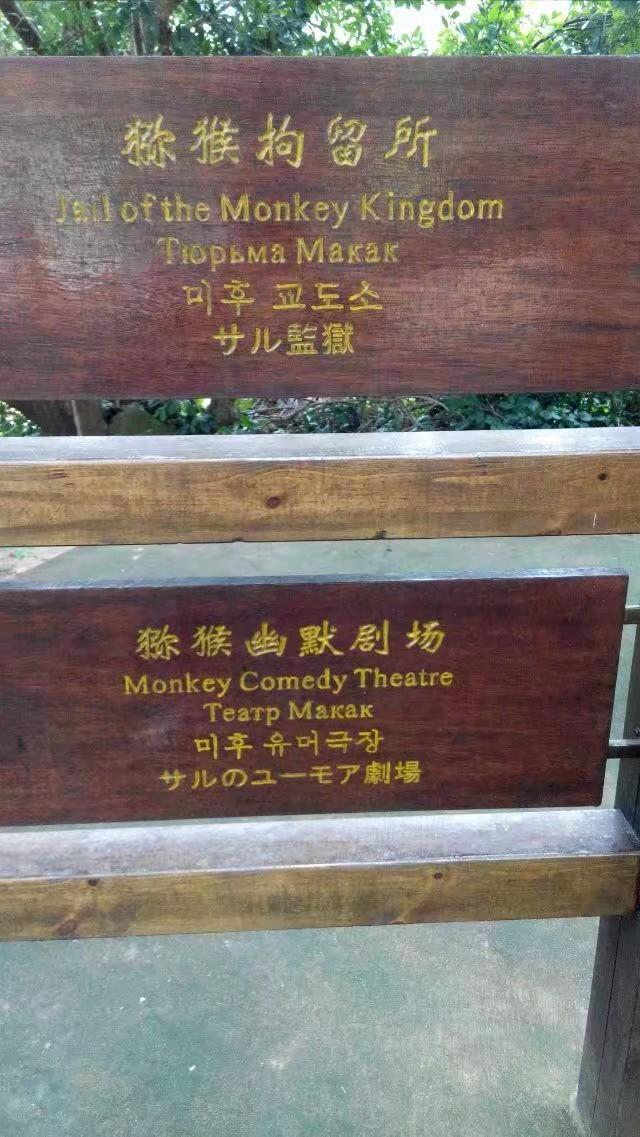 猕猴拘留所
Jail of the Monkey Kingdom
Тюрьма Макак
미후 교도소
サル監獄
猕猴幽默剧场
Monkey Comedy Theatre
Театр Макак
미후 유머극장
サルのユーモア劇場